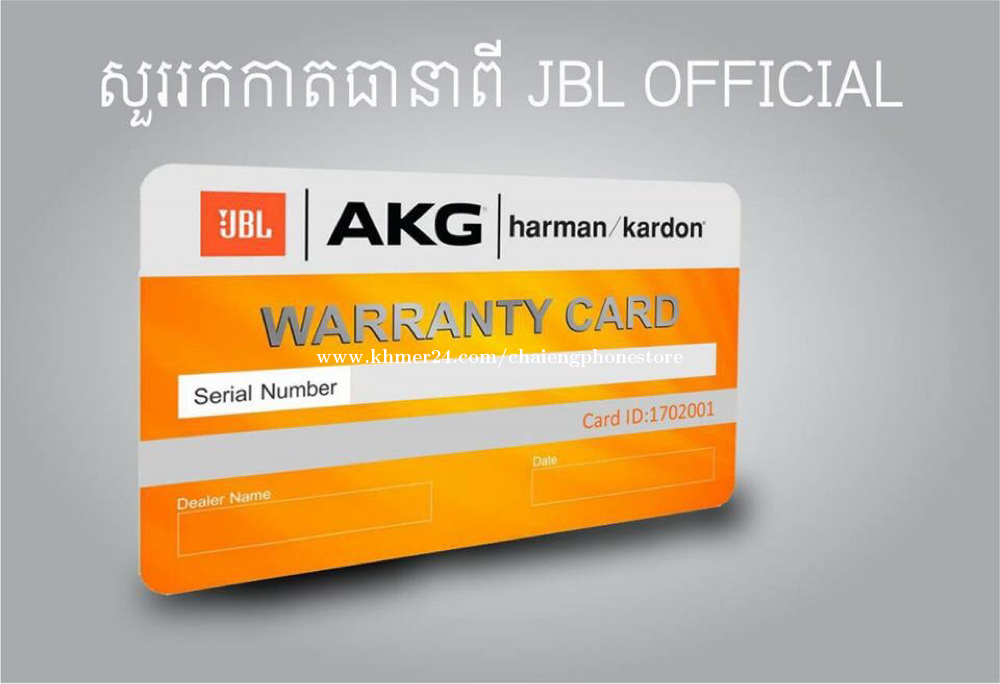 សួររកកាតធានាពី JBL OFFICIAL
JBL | AKG | harman/kardon
WARRANTY CARD
www.khmer24.com/chaiengphonestore
Serial Number
Card ID:1702001
Date
Dealer Name